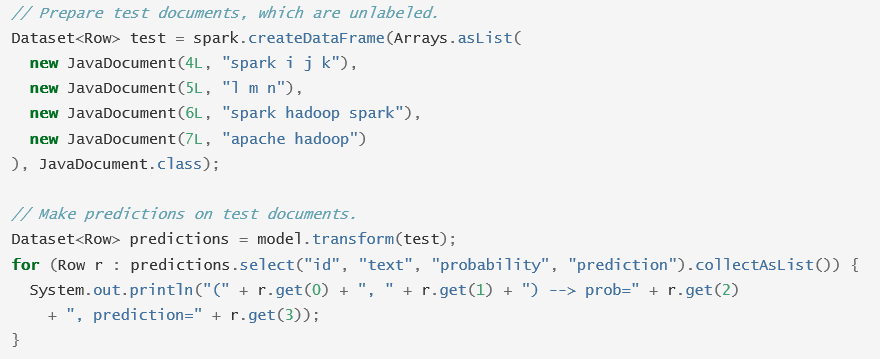 // Prepare test documents, which are unlabeled.
Dataset<Row> test = spark.createDataFrame(Arrays.asList(
  new JavaDocument(4L, "spark i j k"),
  new JavaDocument(5L, "l m n"),
  new JavaDocument(6L, "spark hadoop spark"),
  new JavaDocument(7L, "apache hadoop")
), JavaDocument.class);

// Make predictions on test documents.
Dataset<Row> predictions = model.transform(test);
for (Row r : predictions.select("id", "text", "probability", "prediction").collectAsList()) {
  System.out.println("(" + r.get(0) + ", " + r.get(1) + ") --> prob=" + r.get(2)
    + ", prediction=" + r.get(3));
}